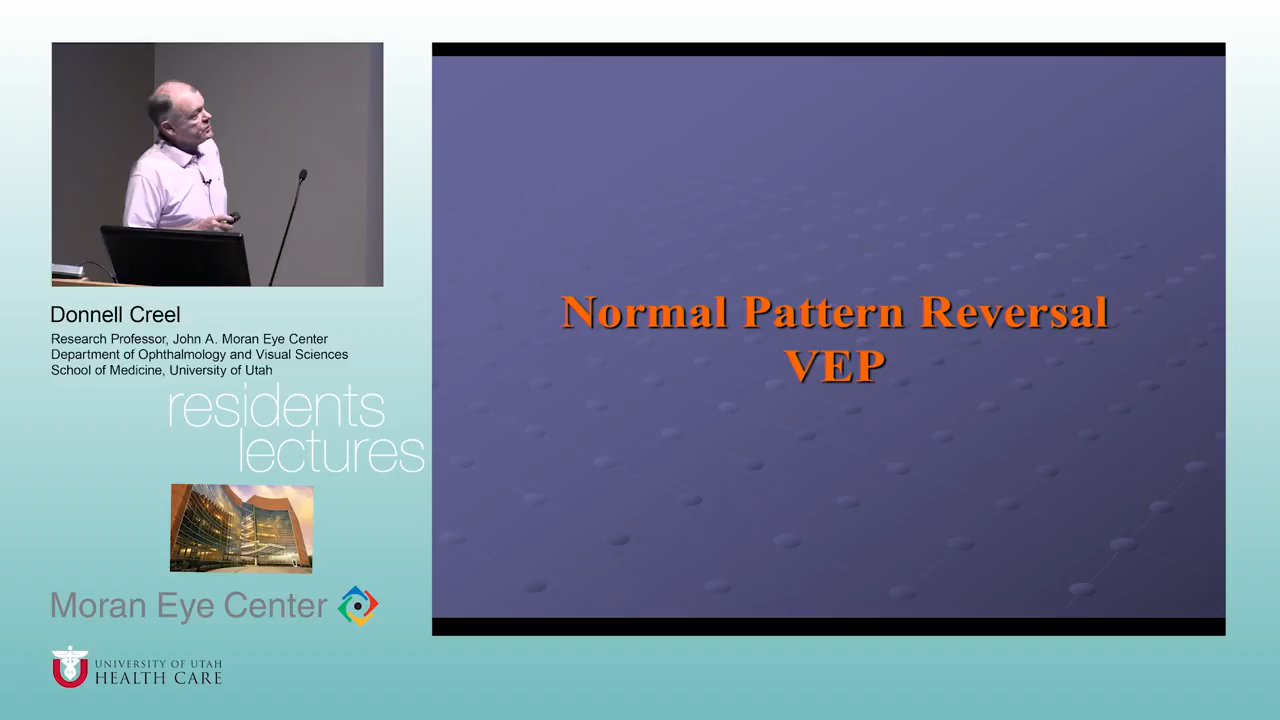 Donnell Creel
Research Professor, John A. Moran Eye Center
Department of Ophthalmology and Visual Sciences
School of Medicine, University of Utah
residents
lectures
Moran Eye Center
UNIVERSITY OF UTAH
HEALTH CARE
Normal Pattern Reversal
VEP